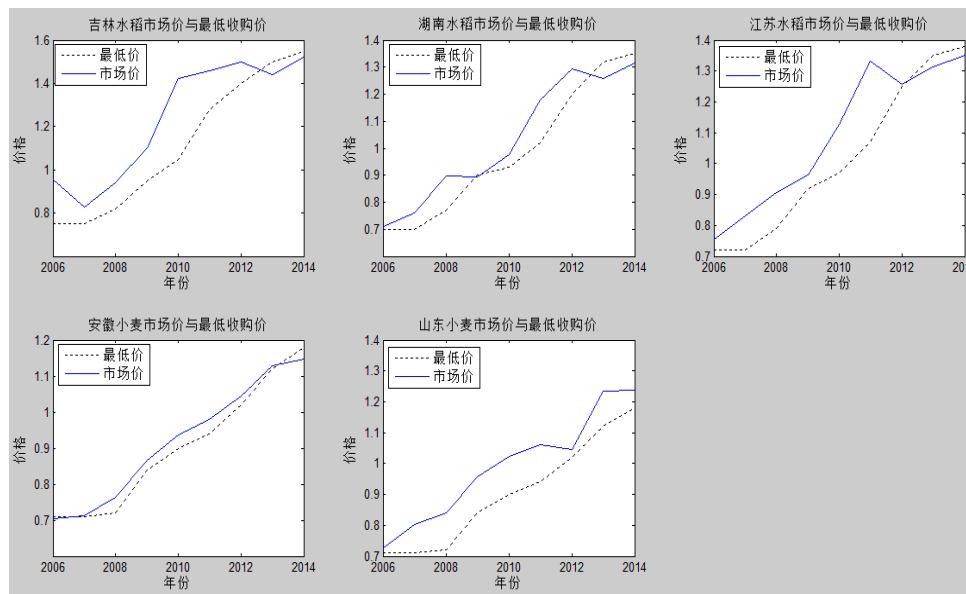 吉林水稻市场价与最低收购价
最低价
市场价
价格
1.6
1.4
1.2
1
0.8
2006 2008 2010 2012 2014
年份
湖南水稻市场价与最低收购价
最低价
市场价
价格
1.4
1.3
1.2
1.1
1
0.9
0.8
0.7
2006 2008 2010 2012 2014
年份
江苏水稻市场价与最低收购价
最低价
市场价
价格
1.4
1.3
1.2
1.1
1
0.9
0.8
0.7
2006 2008 2010 2012 201
年份
安徽小麦市场价与最低收购价
最低价
市场价
价格
1.2
1.1
1
0.9
0.8
0.7
2006 2008 2010 2012 2014
年份
山东小麦市场价与最低收购价
最低价
市场价
价格
1.4
1.3
1.2
1.1
1
0.9
0.8
0.7
2006 2008 2010 2012 2014
年份